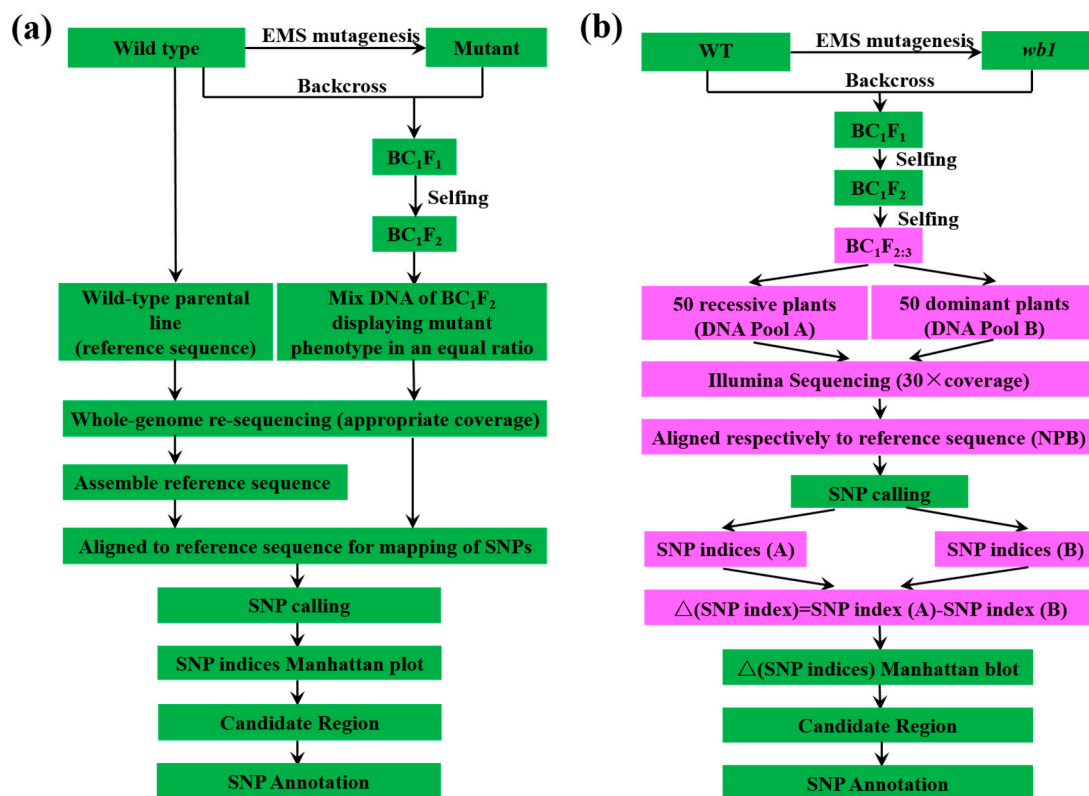 (a)
Wild type
EMS mutagenesis
Mutant
Backcross
BC₁F₁
Selfing
BC₁F₂
Wild-type parental
line
(reference sequence)
Mix DNA of BC₁F₂
displaying mutant
phenotype in an equal ratio
Whole-genome re-sequencing (appropriate coverage)
Assemble reference sequence
Aligned to reference sequence for mapping of SNPs
SNP calling
SNP indices Manhattan plot
Candidate Region
SNP Annotation
(b)
WT
EMS mutagenesis
wb1
Backcross
BC₁F₁
Selfing
BC₁F₂
Selfing
BC₁F₂:₃
50 recessive plants
(DNA Pool A)
50 dominant plants
(DNA Pool B)
Illumina Sequencing (30×coverage)
Aligned respectively to reference sequence (NPB)
SNP calling
SNP indices (A)
SNP indices (B)
△(SNP index)=SNP index (A)-SNP index (B)
△(SNP indices) Manhattan blot
Candidate Region
SNP Annotation